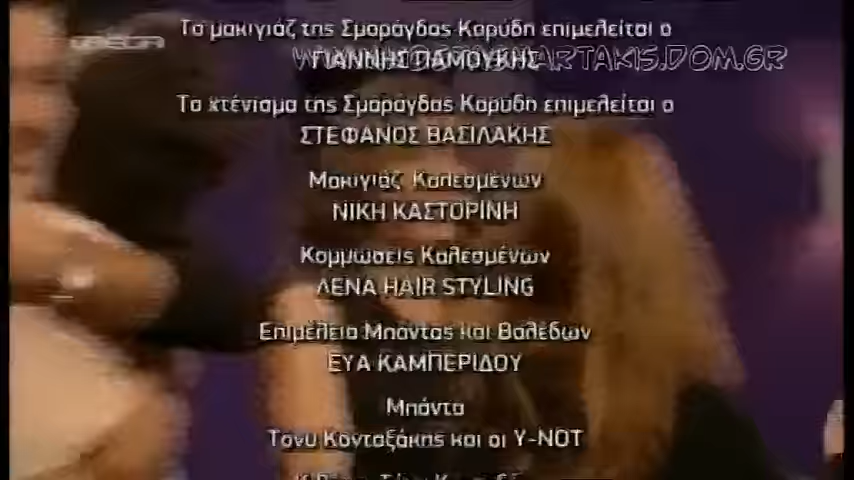 Το μακιγιάζ της Σμαράγδας Καρύδη επιμελείται ο
ΓΙΑΝΝΗΣ ΠΑΜΟΥΚΗΣ
Το χτένισμα της Σμαράγδας Καρύδη επιμελείται ο
ΣΤΕΦΑΝΟΣ ΒΑΣΙΛΑΚΗΣ
Μακιγιάζ Καλεσμένων
ΝΙΚΗ ΚΑΣΤΟΡΙΝΗ
Κομμώσεις Καλεσμένων
ΛΕΝΑ HAIR STYLING
Επιμέλεια Μπάντας και Βαλέδων
ΕΥΑ ΚΑΜΠΕΡΙΔΟΥ
Μπάντα
Τόνυ Κονταξάκης και οι Y-NOT